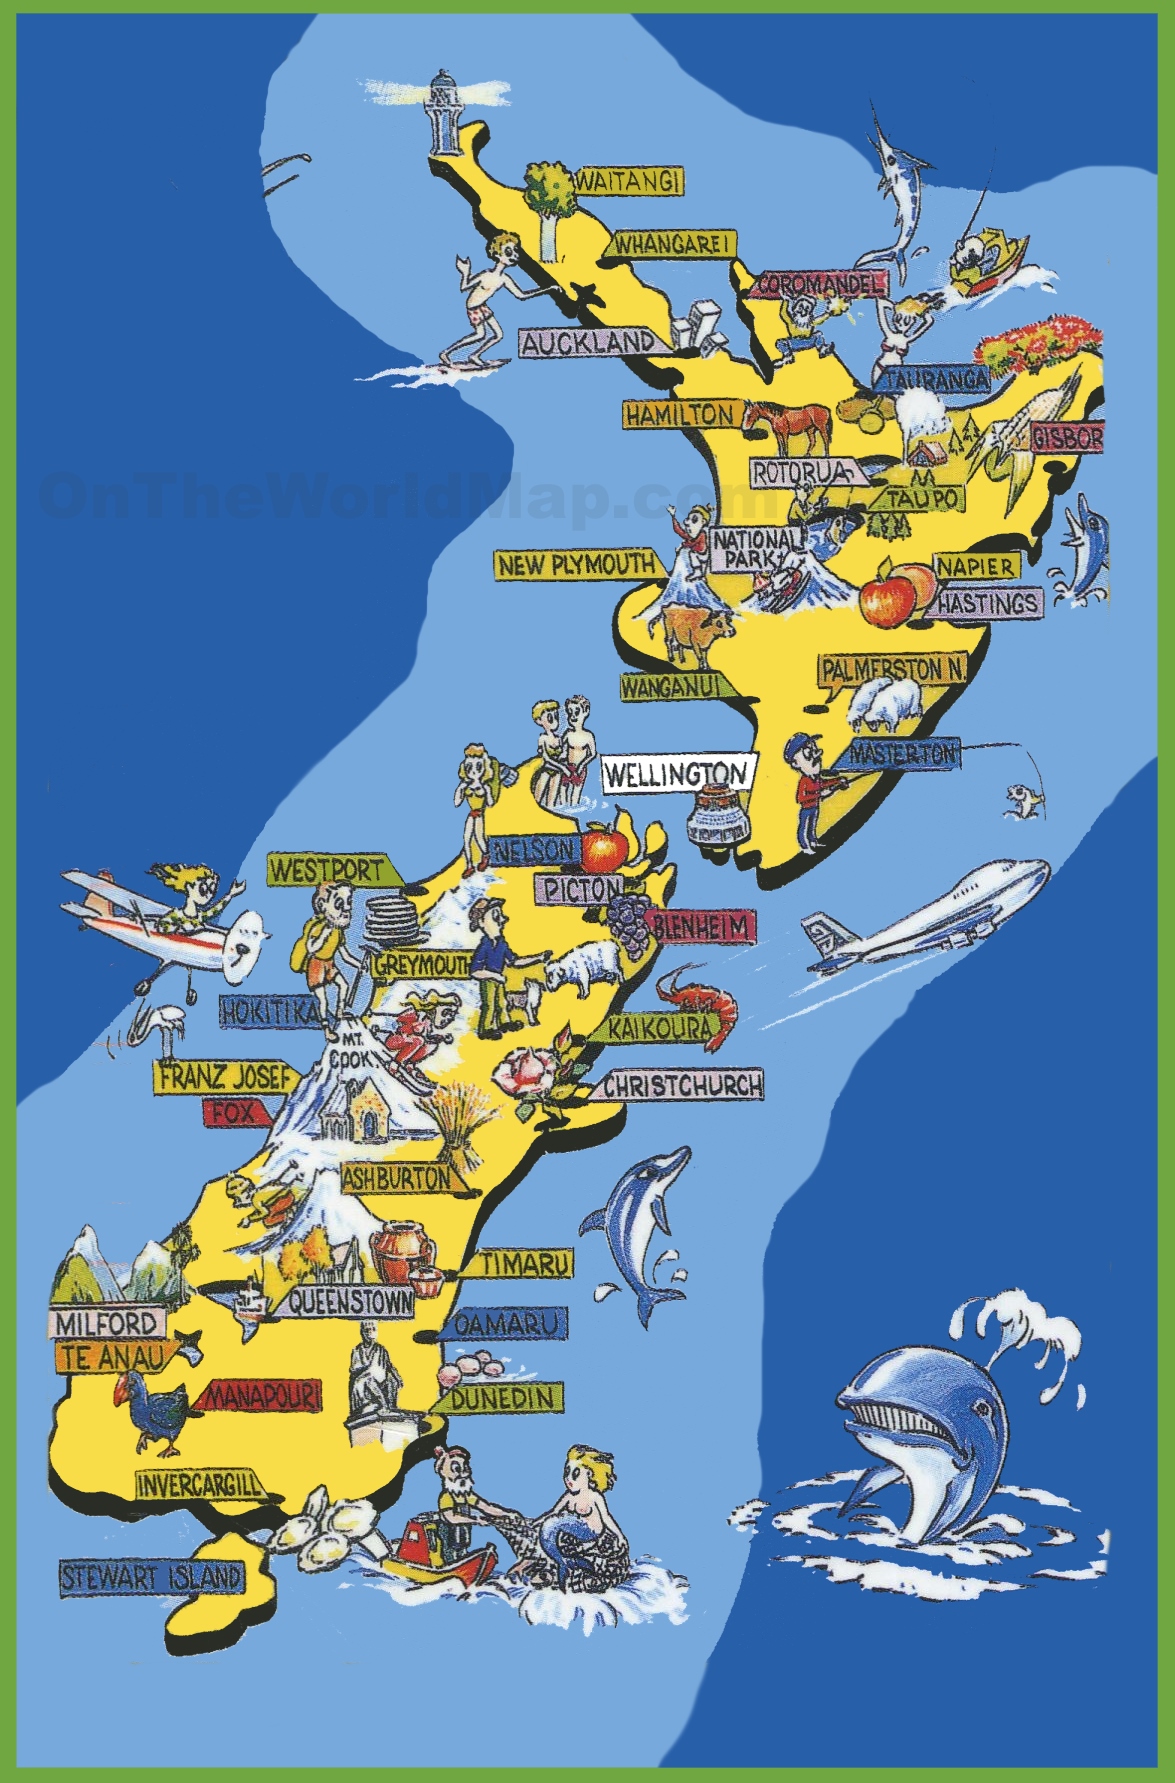 WAITANGI
WHANGAREI
COROMANDEL
AUCKLAND
TAURANGA
HAMILTON
GISBOR
ROTORUA
OnTheWorldMap.com
TAUPO
NATIONAL
PARK
NEW PLYMOUTH
NAPIER
HASTINGS
PALMERSTON N.
WANGANUI
MASTERTON
WELLINGTON
NELSON
WESTPORT
PICTON
BLENHEIM
GREYMOUTH
HOKITIKA
KAIKOURA
MT.
COOK
FRANZ JOSEF
CHRISTCHURCH
FOX
ASHBURTON
TIMARU
QUEENSTOWN
MILFORD
OAMARU
TE ANAU
MANAPOURI
DUNEDIN
INVERCARGILL
STEWART ISLAND